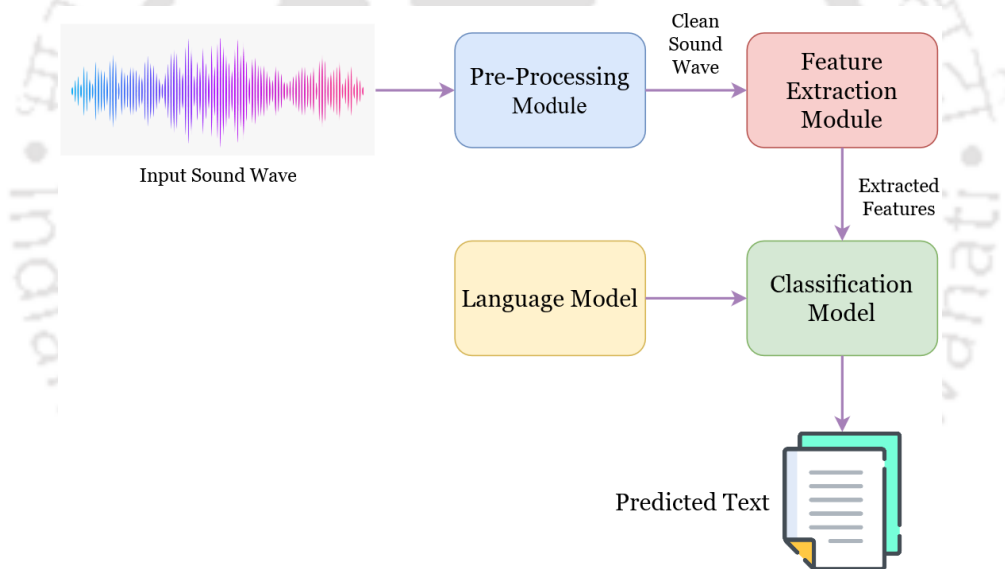 Clean
Sound
Wave
Pre-Processing
Module
Feature
Extraction
Module
Input Sound Wave
Extracted
Features
Language Model
Classification
Model
Predicted Text